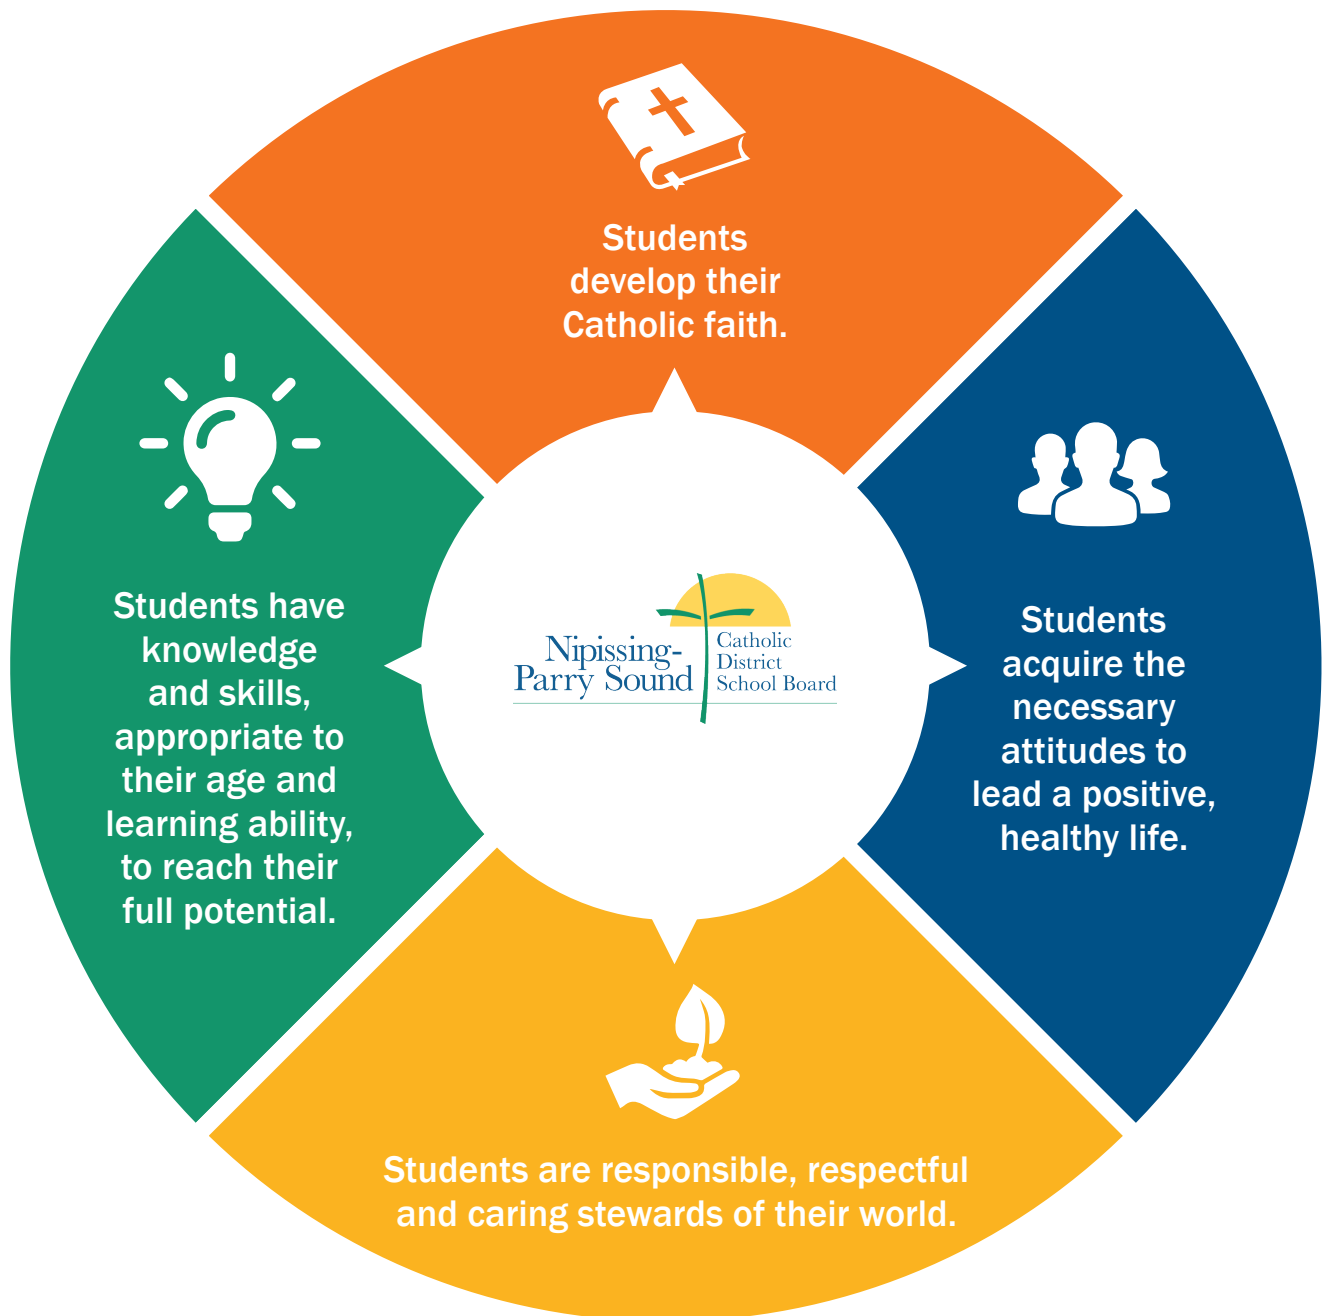 Students
develop their
Catholic faith.
Students have
knowledge
and skills,
appropriate to
their age and
learning ability,
to reach their
full potential.
Nipissing-
Parry Sound
Catholic
District
School Board
Students
acquire the
necessary
attitudes to
lead a positive,
healthy life.
Students are responsible, respectful
and caring stewards of their world.